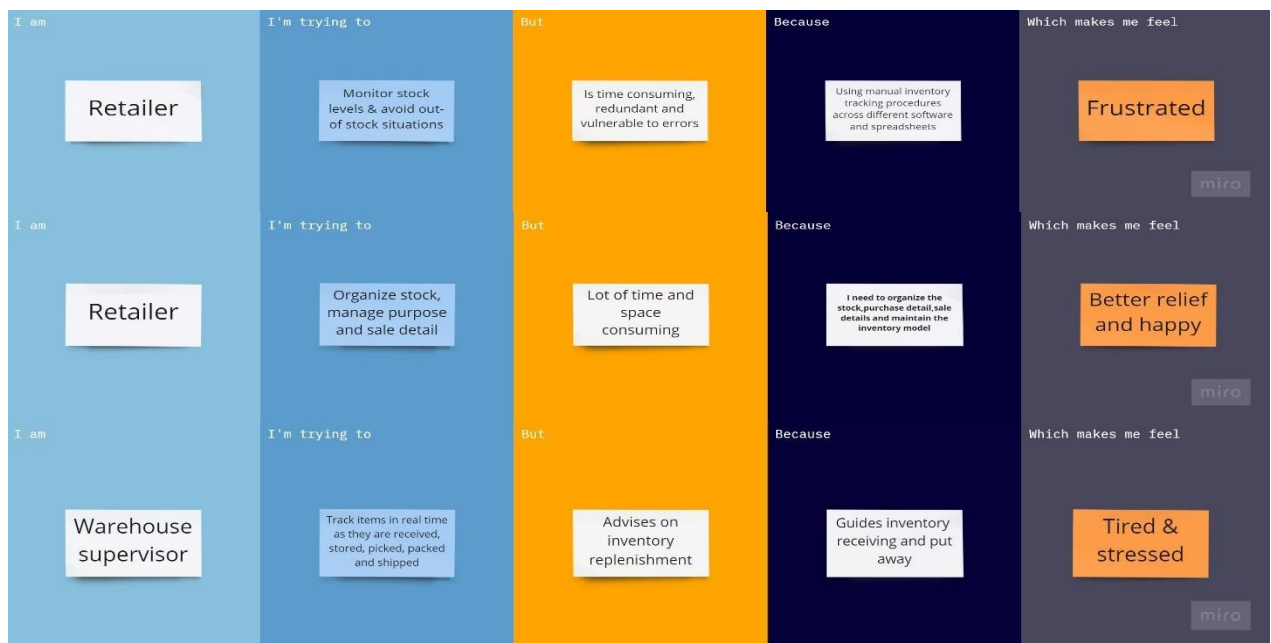 I am
I'm trying to
But
Because
Which makes me feel
Retailer
Monitor stock
levels & avoid out-
of stock situations
Is time consuming,
redundant and
vulnerable to errors
Using manual inventory
tracking procedures
across different software
and spreadsheets
Frustrated
miro
I am
I'm trying to
But
Because
Which makes me feel
Retailer
Organize stock,
manage purpose
and sale detail
Lot of time and
space
consuming
I need to organize the
stock,purchase detail,sale
details and maintain the
inventory model
Better relief
and happy
miro
I am
I'm trying to
But
Because
Which makes me feel
Warehouse
supervisor
Track items in real time
as they are received,
stored, picked, packed
and shipped
Advises on
inventory
replenishment
Guides inventory
receiving and put
away
Tired &
stressed
miro